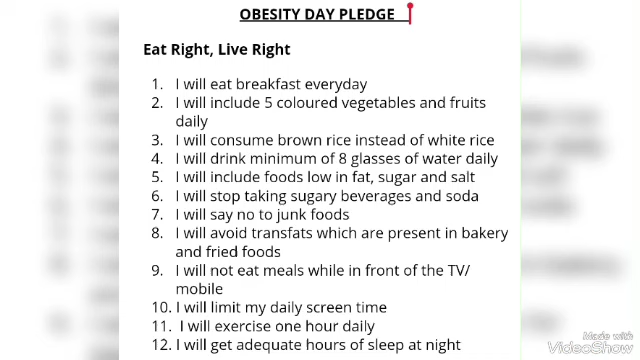 OBESITY DAY PLEDGE
Eat Right, Live Right
1. I will eat breakfast everyday
2. I will include 5 coloured vegetables and fruits
daily
3. I will consume brown rice instead of white rice
4. I will drink minimum of 8 glasses of water daily
5. I will include foods low in fat, sugar and salt
6. I will stop taking sugary beverages and soda
7. I will say no to junk foods
8. I will avoid transfats which are present in bakery
and fried foods
9. I will not eat meals while in front of the TV/
mobile
10. I will limit my daily screen time
11. I will exercise one hour daily
12. I will get adequate hours of sleep at night
Made with
VideoShow